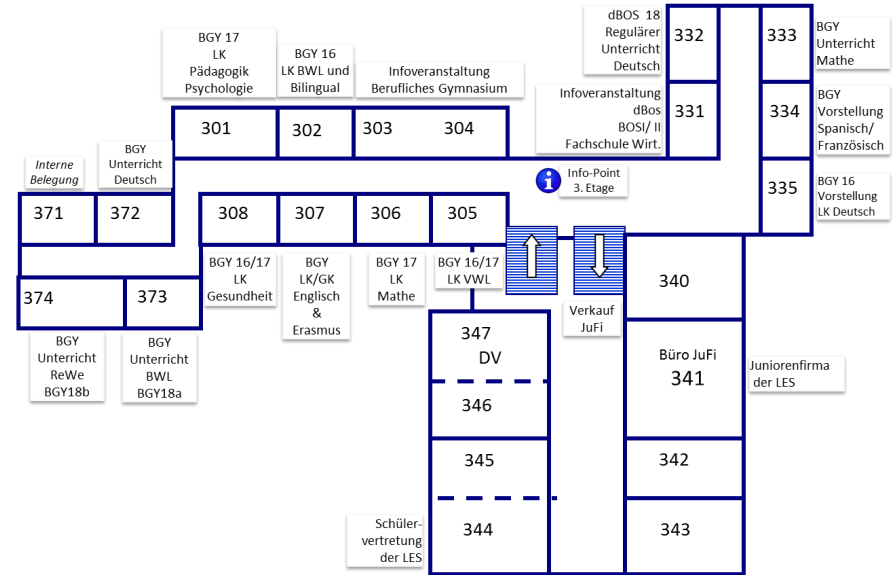 dBOS 18
Regulärer
Unterricht
Deutsch
332
333
BGY
Unterricht
Mathe
BGY 17
LK
Pädagogik
Psychologie
BGY 16
LK BWL und
Bilingual
Infoveranstaltung
Berufliches Gymnasium
Infoveranstaltung
dBos
BOSI/ II
Fachschule Wirt.
331
334
BGY
Vorstellung
Spanisch/
Französisch
301
302
303
304
Interne
Belegung
BGY
Unterricht
Deutsch
i
Info-Point
3. Etage
335
BGY 16
Vorstellung
LK Deutsch
371
372
308
307
306
305
BGY 16/17
LK
Gesundheit
BGY
LK/GK
Englisch
&
Erasmus
BGY 17
LK
Mathe
BGY 16/17
LK VWL
Verkauf
JuFi
340
374
373
BGY
Unterricht
ReWe
BGY18b
BGY
Unterricht
BWL
BGY18a
347
DV
Büro JuFi
341
Juniorenfirma
der LES
346
345
342
Schüler-
vertretung
der LES
344
343